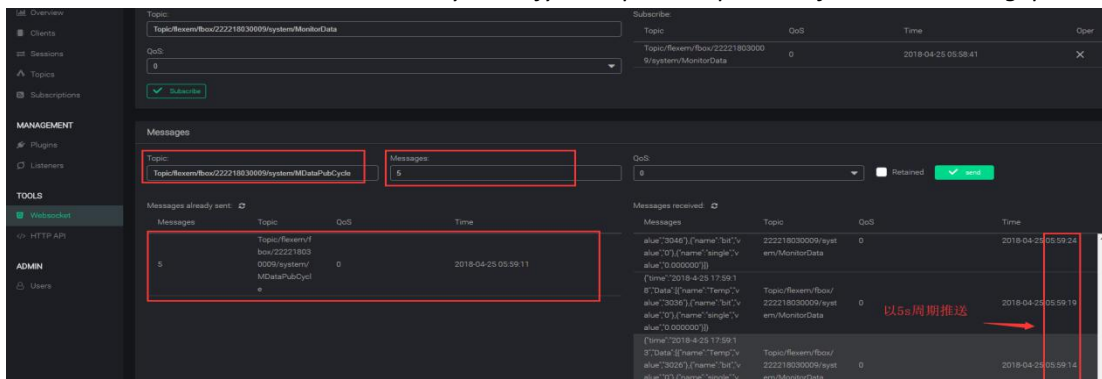 Overview
Clients
Sessions
Topics
Subscriptions
MANAGEMENT
Plugins
Listeners
TOOLS
Websocket
HTTP API
ADMIN
Users
Topic:
Topic/flexem/fbox/222218030009/system/MonitorData
QoS:
0
Subscribe
Subscribe:
Topic QoS Time Oper
Topic/flexem/fbox/22221803000
9/system/MonitorData
0 2018-04-25 05:58:41
Messages
Topic:
Topic/flexem/fbox/222218030009/system/MDataPubCycle
Messages:
5
QoS:
0
Retained
send
Messages already sent:
Messages Topic QoS Time
5
Topic/flexem/f
box/22221803
0009/system/
MDataPubCycl
e
0 2018-04-25 05:59:11
Messages received:
Messages Topic QoS Time
alue":"3046"},{"name":"bit","v
alue":"0"},{"name":"single","v
alue":"0.000000"}]}
222218030009/syst
em/MonitorData
0 2018-04-25 05:59:24
{"time":"2018-4-25 17:59:1
8","Data":[{"name":"Temp","v
alue":"3036"},{"name":"bit","v
alue":"0"},{"name":"single","v
alue":"0.000000"}]}
Topic/flexem/fbox/
222218030009/syst
em/MonitorData
0 2018-04-25 05:59:19
以5s周期推送
{"time":"2018-4-25 17:59:1
3","Data":[{"name":"Temp","v
alue":"3026"},{"name":"bit","v
alue":"0"},{"name":"single","v
Topic/flexem/fbox/
222218030009/syst
em/MonitorData
0 2018-04-25 05:59:14